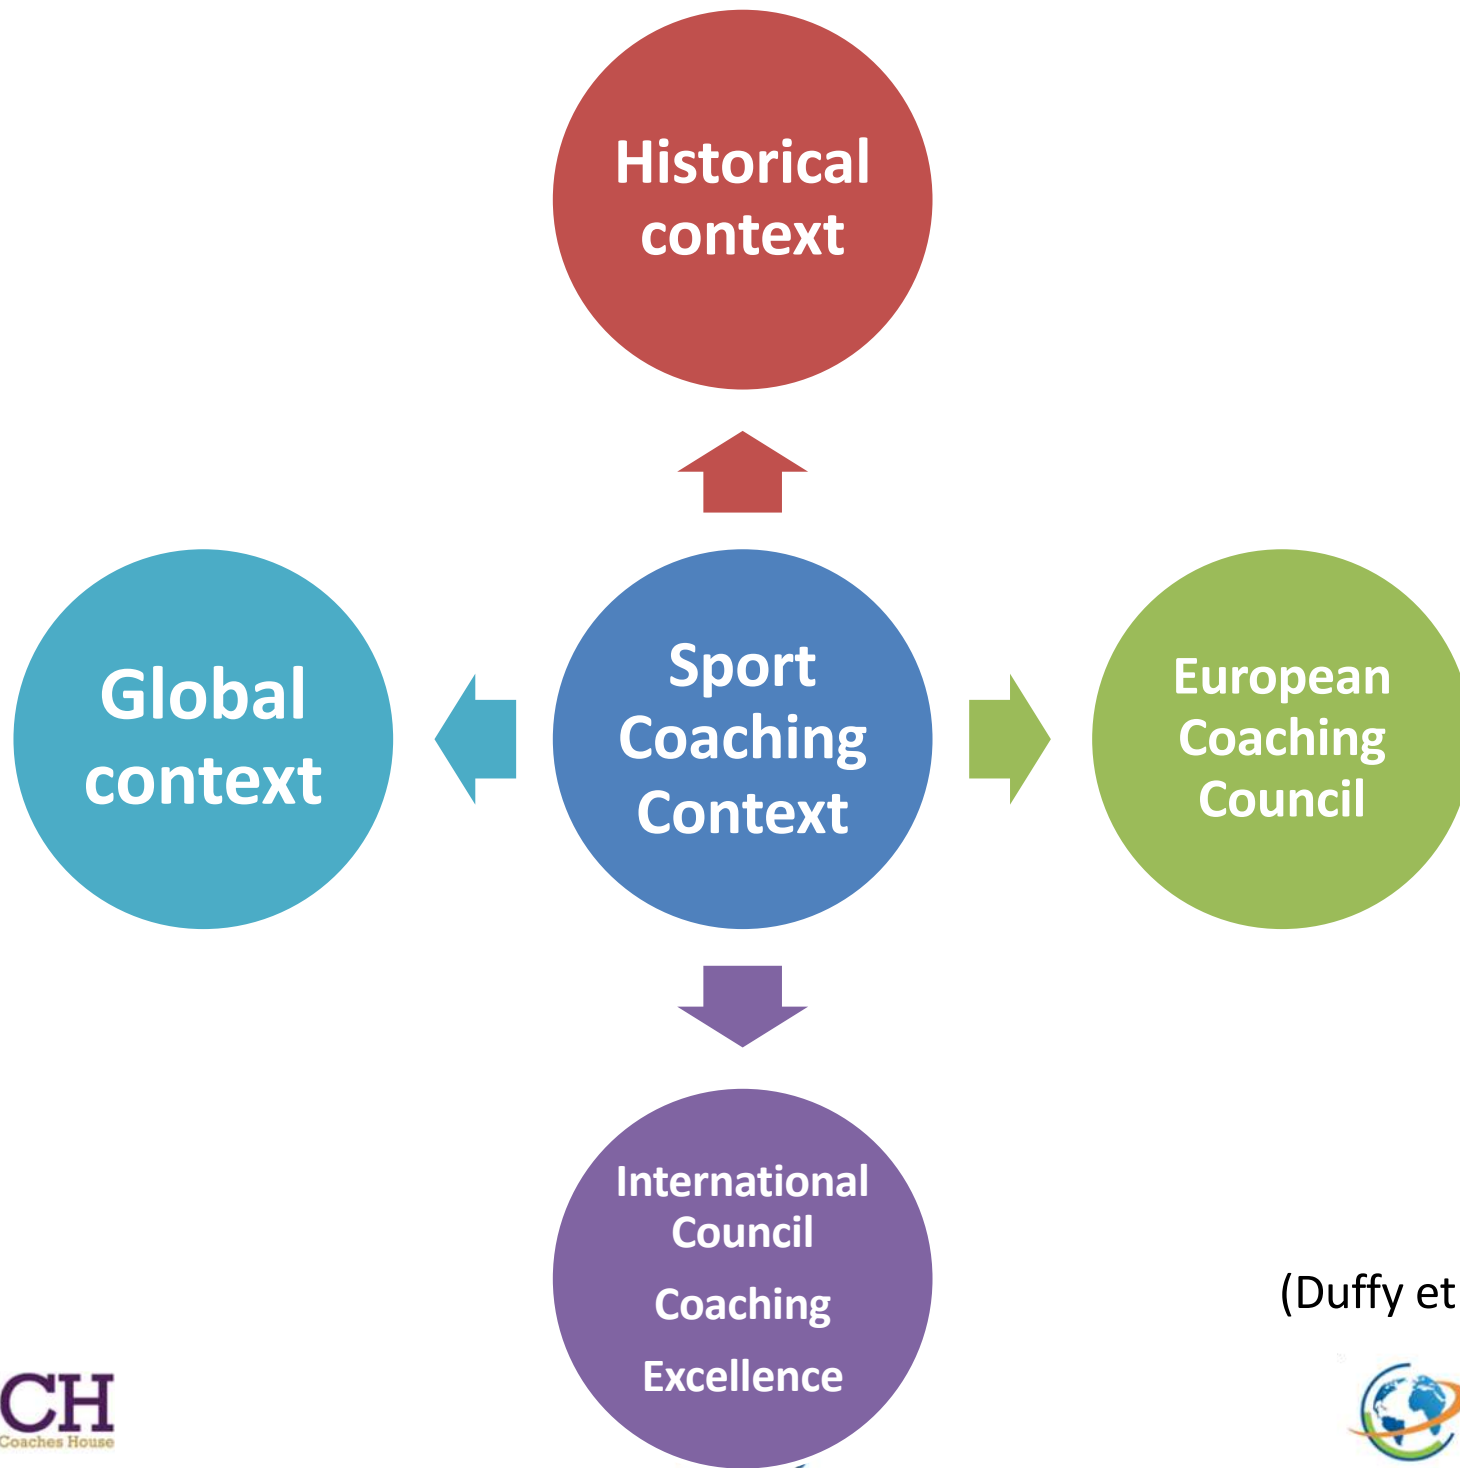 Historical
context
Global
context
Sport
Coaching
Context
European
Coaching
Council
International
Council
Coaching
Excellence
(Duffy et
CH
Coaches House